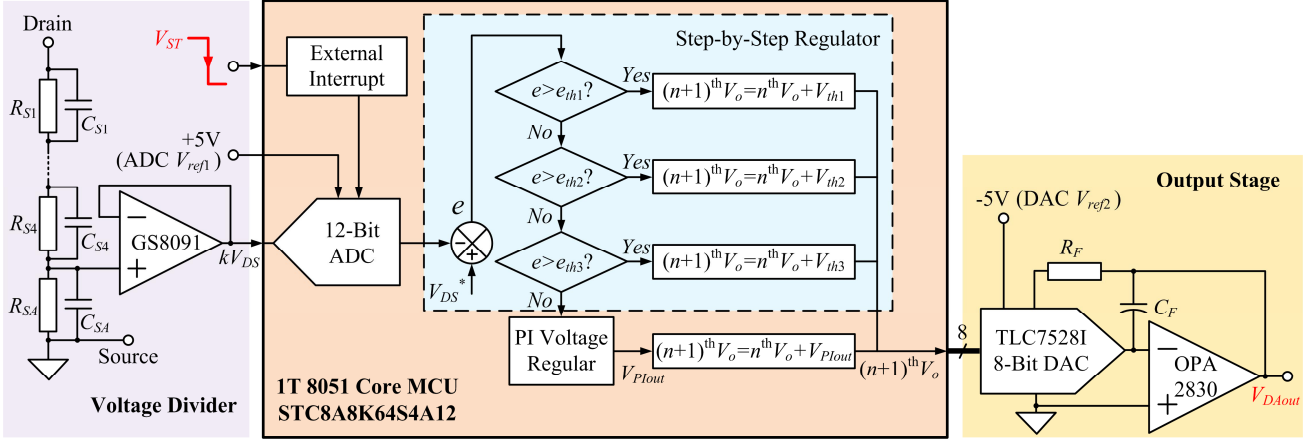 Drain
R_S1
C_S1
R_S4
C_S4
R_SA
C_SA
Source
GS8091
kV_DS
Voltage Divider
V_ST
External
Interrupt
+5V
(ADC V_ref1)
12-Bit
ADC
Step-by-Step Regulator
e
−
+
V_DS*
e>e_th1?
Yes
(n+1)^th V_o=n^th V_o+V_th1
No
e>e_th2?
Yes
(n+1)^th V_o=n^th V_o+V_th2
No
e>e_th3?
Yes
(n+1)^th V_o=n^th V_o+V_th3
No
PI Voltage
Regular
V_PIout
(n+1)^th V_o=n^th V_o+V_PIout
(n+1)^th V_o
1T 8051 Core MCU
STC8A8K64S4A12
8
Output Stage
-5V (DAC V_ref2)
R_F
C_F
TLC7528I
8-Bit DAC
−
+
OPA
2830
V_DAout